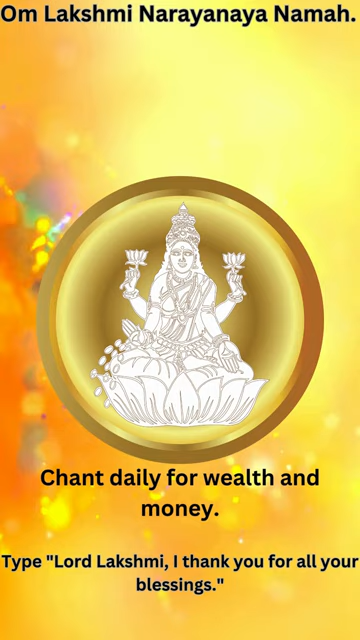 Om Lakshmi Narayanaya Namah.
Chant daily for wealth and
money.
Type "Lord Lakshmi, I thank you for all your
blessings."